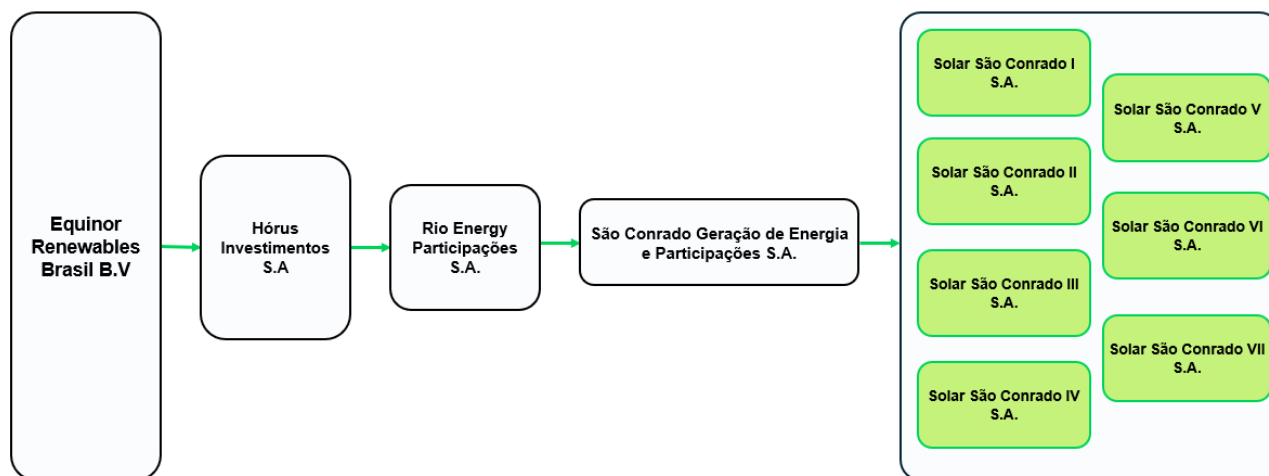 Equinor
Renewables
Brasil B.V
Hórus
Investimentos
S.A
Rio Energy
Participações
S.A.
São Conrado Geração de Energia
e Participações S.A.
Solar São Conrado I
S.A.
Solar São Conrado II
S.A.
Solar São Conrado III
S.A.
Solar São Conrado IV
S.A.
Solar São Conrado V
S.A.
Solar São Conrado VI
S.A.
Solar São Conrado VII
S.A.